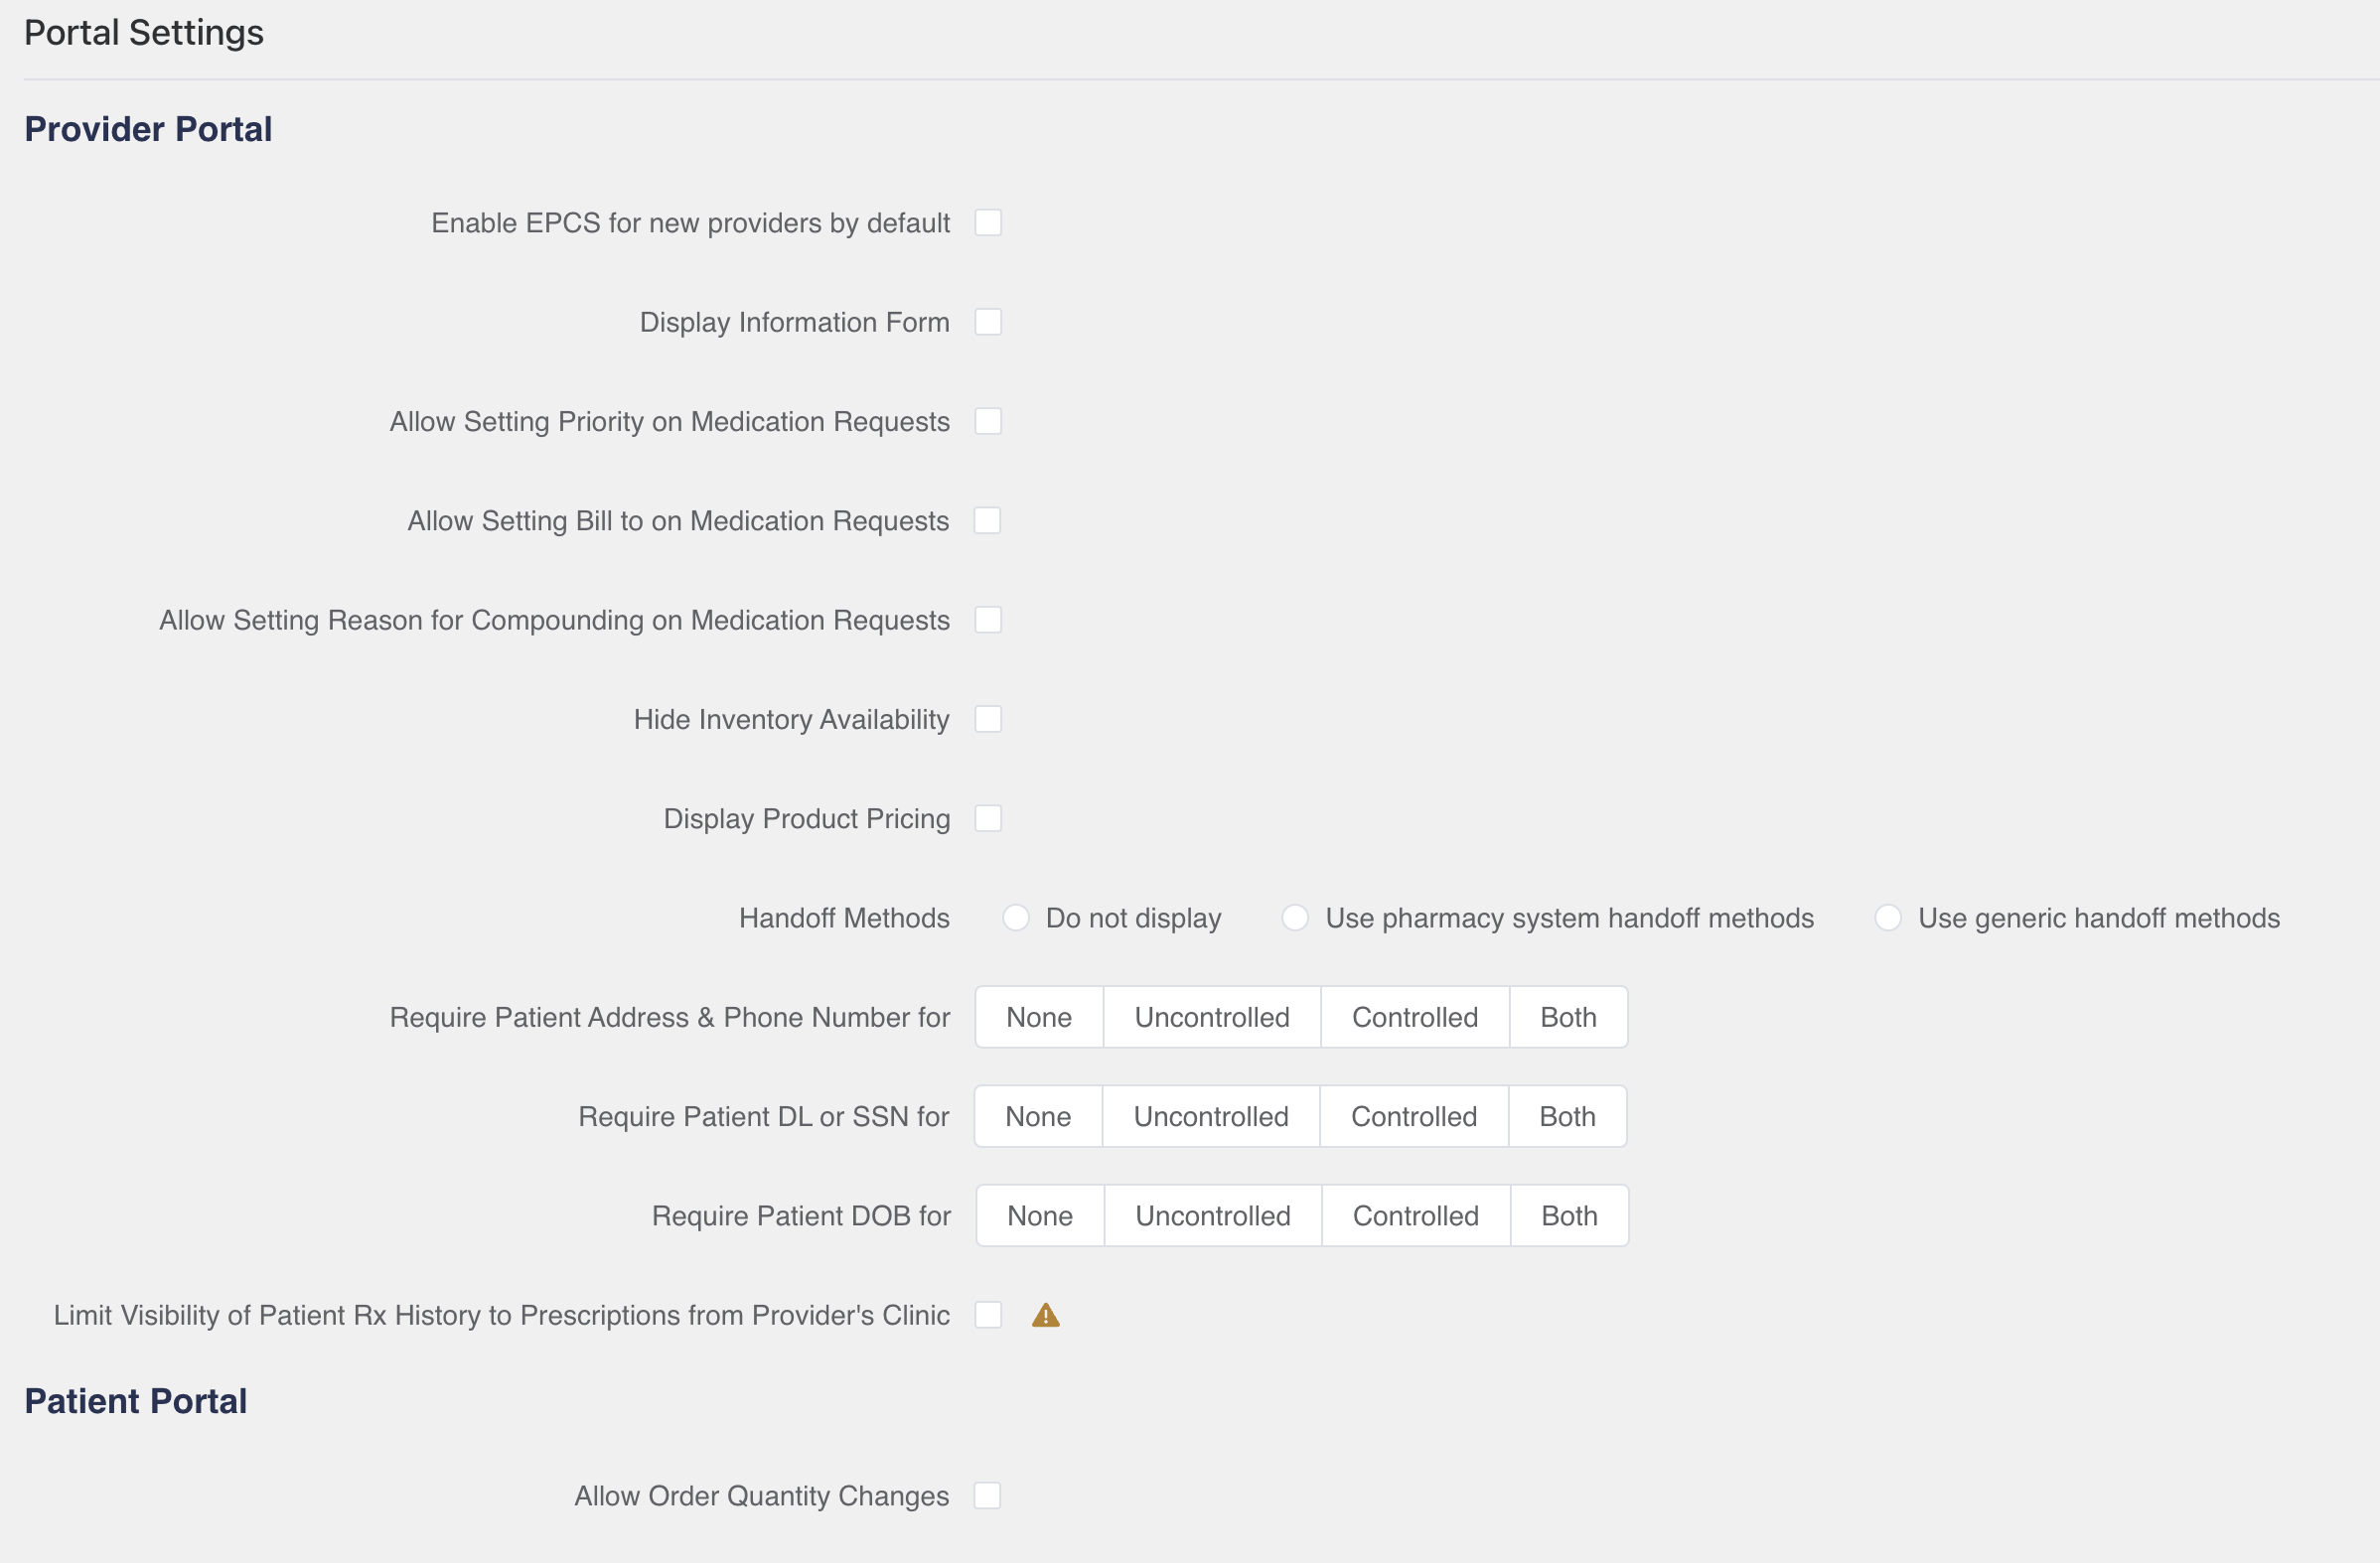 Portal Settings
Provider Portal
Enable EPCS for new providers by default
Display Information Form
Allow Setting Priority on Medication Requests
Allow Setting Bill to on Medication Requests
Allow Setting Reason for Compounding on Medication Requests
Hide Inventory Availability
Display Product Pricing
Handoff Methods Do not display Use pharmacy system handoff methods Use generic handoff methods
Require Patient Address & Phone Number for None Uncontrolled Controlled Both
Require Patient DL or SSN for None Uncontrolled Controlled Both
Require Patient DOB for None Uncontrolled Controlled Both
Limit Visibility of Patient Rx History to Prescriptions from Provider's Clinic
Patient Portal
Allow Order Quantity Changes